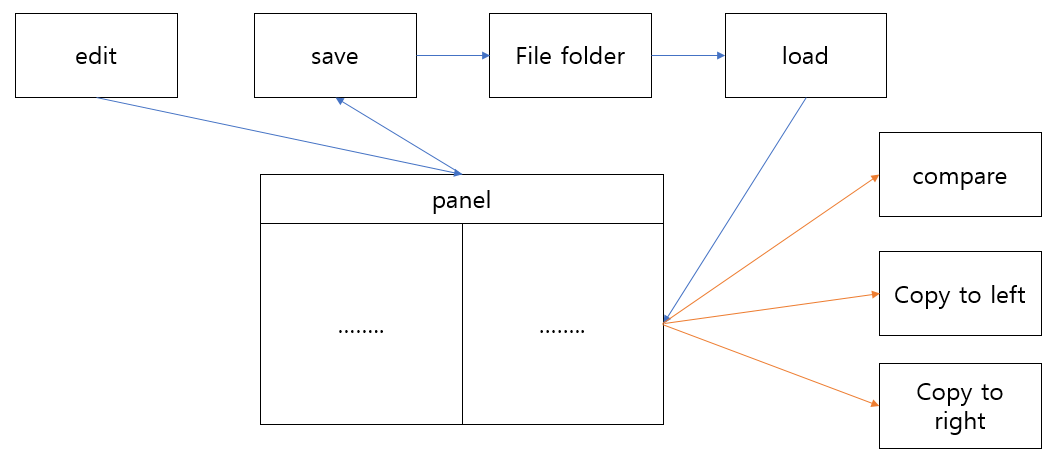 edit
save
File folder
load
compare
panel
Copy to left
........
........
Copy to
right